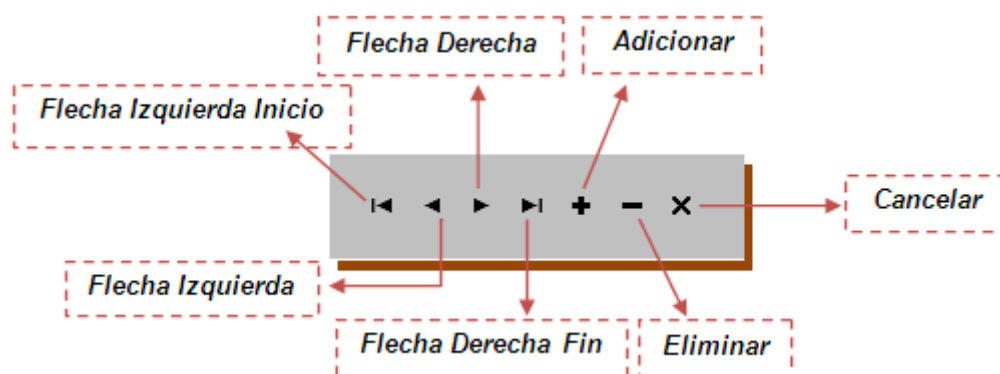 Flecha Derecha
Adicionar
Flecha Izquierda Inicio
Cancelar
Flecha Izquierda
Flecha Derecha Fin
Eliminar